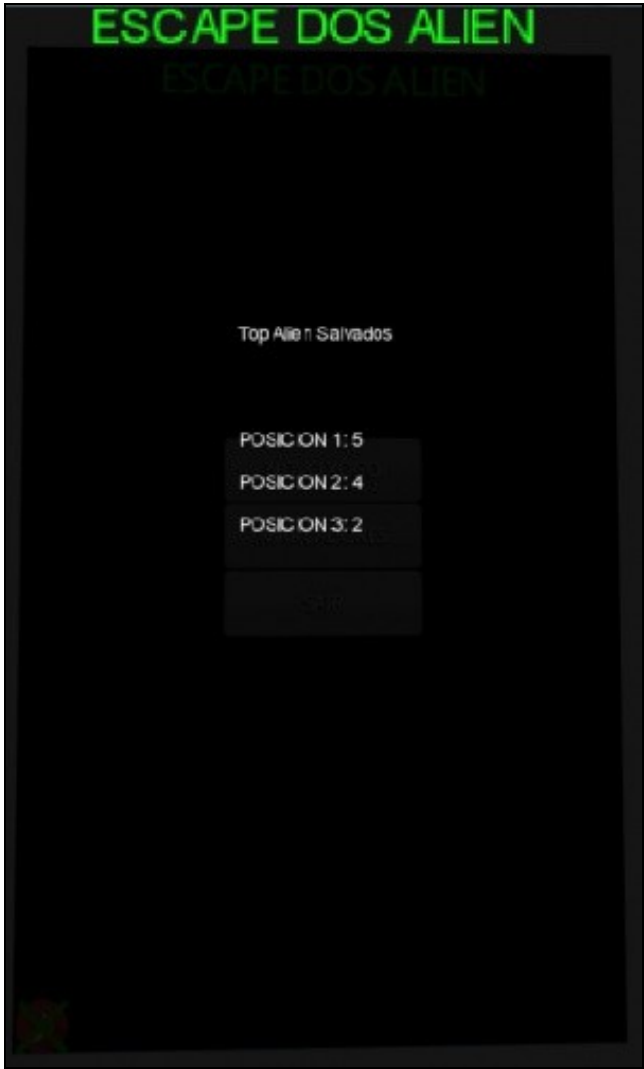 ESCAPE DOS ALIEN
ESCAPE DOS ALIEN
Top Alien Salvados
POSICION 1: 5
POSICION 2: 4
POSICION 3: 2